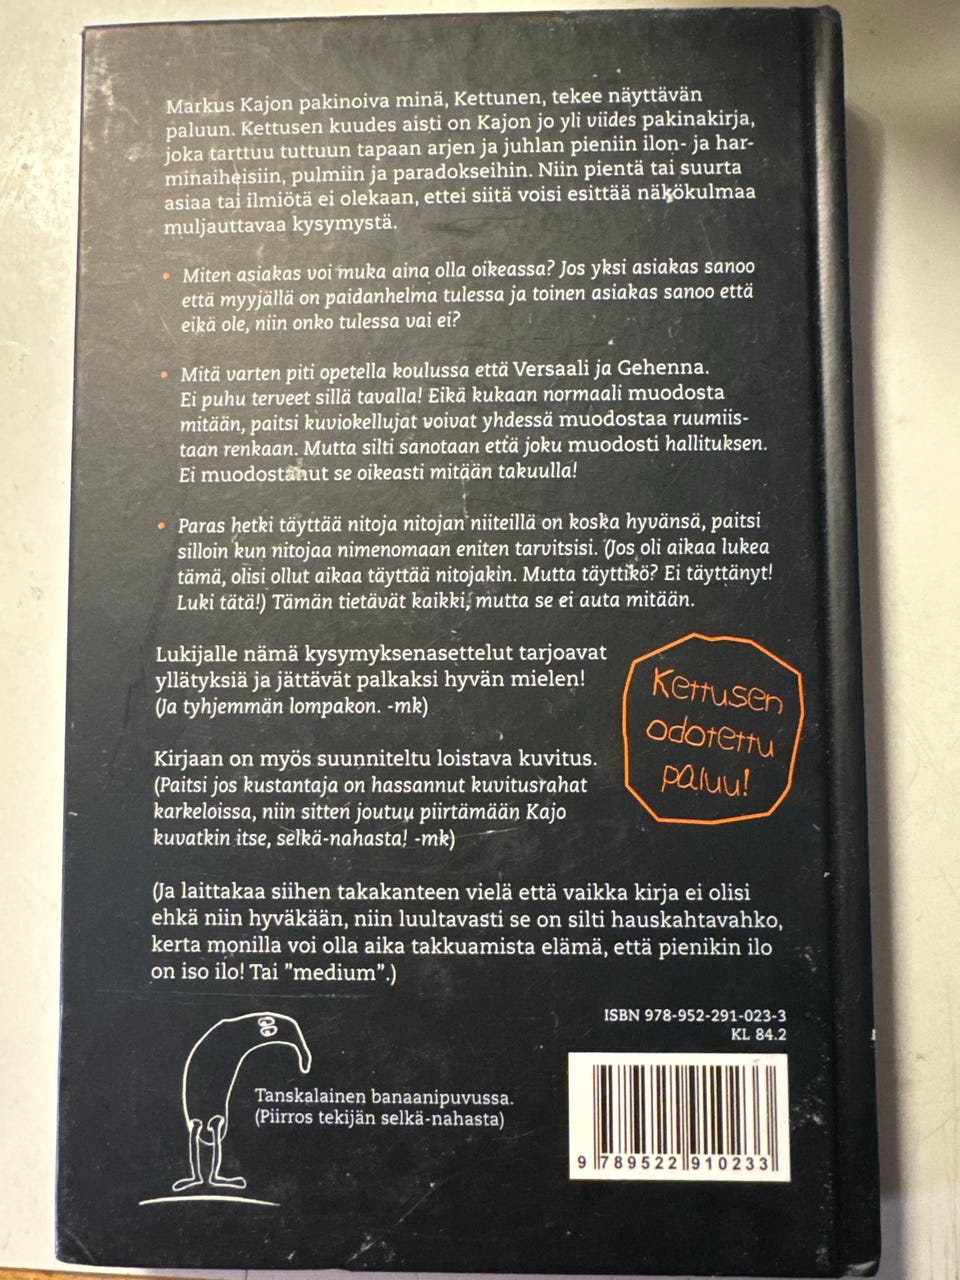 Markus Kajon pakinoiva minä, Kettunen, tekee näyttävän
paluun. Kettusen kuudes aisti on Kajon jo yli viides pakinakirja,
joka tarttuu tuttuun tapaan arjen ja juhlan pieniin ilon- ja har-
minaiheisiin, pulmiin ja paradokseihin. Niin pientä tai suurta
asiaa tai ilmiötä ei olekaan, ettei siitä voisi esittää näkökulmaa
muljauttavaa kysymystä.
• Miten asiakas voi muka aina olla oikeassa? Jos yksi asiakas sanoo
että myyjällä on paidanhelma tulessa ja toinen asiakas sanoo että
eikä ole, niin onko tulessa vai ei?
• Mitä varten piti opetella koulussa että Versaali ja Gehenna.
Ei puhu terveet sillä tavalla! Eikä kukaan normaali muodosta
mitään, paitsi kuviokellujat voivat yhdessä muodostaa ruumiis-
taan renkaan. Mutta silti sanotaan että joku muodosti hallituksen.
Ei muodostanut se oikeasti mitään takuulla!
• Paras hetki täyttää nitoja nitojan niiteillä on koska hyvänsä, paitsi
silloin kun nitojaa nimenomaan eniten tarvitsisi. (Jos oli aikaa lukea
tämä, olisi ollut aikaa täyttää nitojakin. Mutta täyttikö? Ei täyttänyt!
Luki tätä!) Tämän tietävät kaikki, mutta se ei auta mitään.
Lukijalle nämä kysymyksenasettelut tarjoavat
yllätyksiä ja jättävät palkaksi hyvän mielen!
(Ja tyhjemmän lompakon. -mk)
Kettusen
odotettu
paluu!
Kirjaan on myös suunniteltu loistava kuvitus.
(Paitsi jos kustantaja on hassannut kuvitusrahat
karkeloissa, niin sitten joutuu piirtämään Kajo
kuvatkin itse, selkä-nahasta! -mk)
(Ja laittakaa siihen takakanteen vielä että vaikka kirja ei olisi
ehkä niin hyväkään, niin luultavasti se on silti hauskahtavahko,
kerta monilla voi olla aika takkuamista elämä, että pienikin ilo
on iso ilo! Tai ”medium”.)
ISBN 978-952-291-023-3
KL 84.2
Tanskalainen banaanipuvussa.
(Piirros tekijän selkä-nahasta)
9 789522 910233